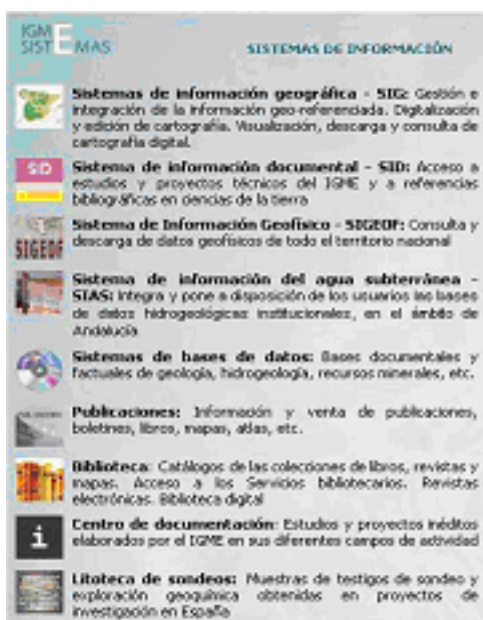 IGM E
SIST MAS
SISTEMAS DE INFORMACIÓN
Sistemas de información geográfica - SIG: Gestión e
integración de la información geo-referenciada. Digitalización
y edición de cartografía. Visualización, descarga y consulta de
cartografía digital.
SID
Sistema de información documental - SID: Acceso a
estudios y proyectos técnicos del IGME y a referencias
bibliográficas en ciencias de la tierra
SIGEOF
Sistema de Información Geofísico - SIGEOF: Consulta y
descarga de datos geofísicos de todo el territorio nacional
Sistema de información del agua subterránea -
SIAS: Integra y pone a disposición de los usuarios las bases
de datos hidrogeológicas institucionales, en el ámbito de
Andalucía
Sistemas de bases de datos: Bases documentales y
factuales de geología, hidrogeología, recursos minerales, etc.
Publicaciones: Información y venta de publicaciones,
boletines, libros, mapas, atlas, etc.
Biblioteca: Catálogos de las colecciones de libros, revistas y
mapas. Acceso a los Servicios bibliotecarios. Revistas
electrónicas. Biblioteca digital
i
Centro de documentación: Estudios y proyectos inéditos
elaborados por el IGME en sus diferentes campos de actividad
Litoteca de sondeos: Muestras de testigos de sondeo y
exploración geoquímica obtenidas en proyectos de
investigación en España